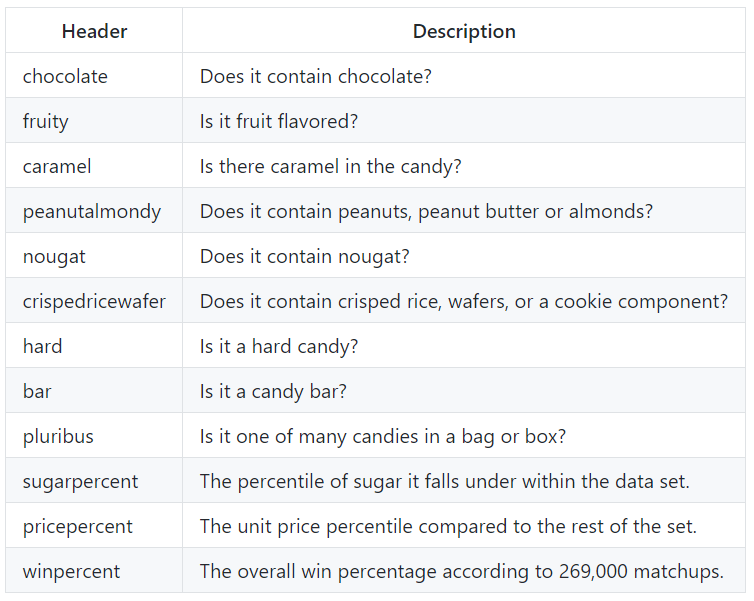 Header Description
chocolate Does it contain chocolate?
fruity Is it fruit flavored?
caramel Is there caramel in the candy?
peanutalmondy Does it contain peanuts, peanut butter or almonds?
nougat Does it contain nougat?
crispedricewafer Does it contain crisped rice, wafers, or a cookie component?
hard Is it a hard candy?
bar Is it a candy bar?
pluribus Is it one of many candies in a bag or box?
sugarpercent The percentile of sugar it falls under within the data set.
pricepercent The unit price percentile compared to the rest of the set.
winpercent The overall win percentage according to 269,000 matchups.